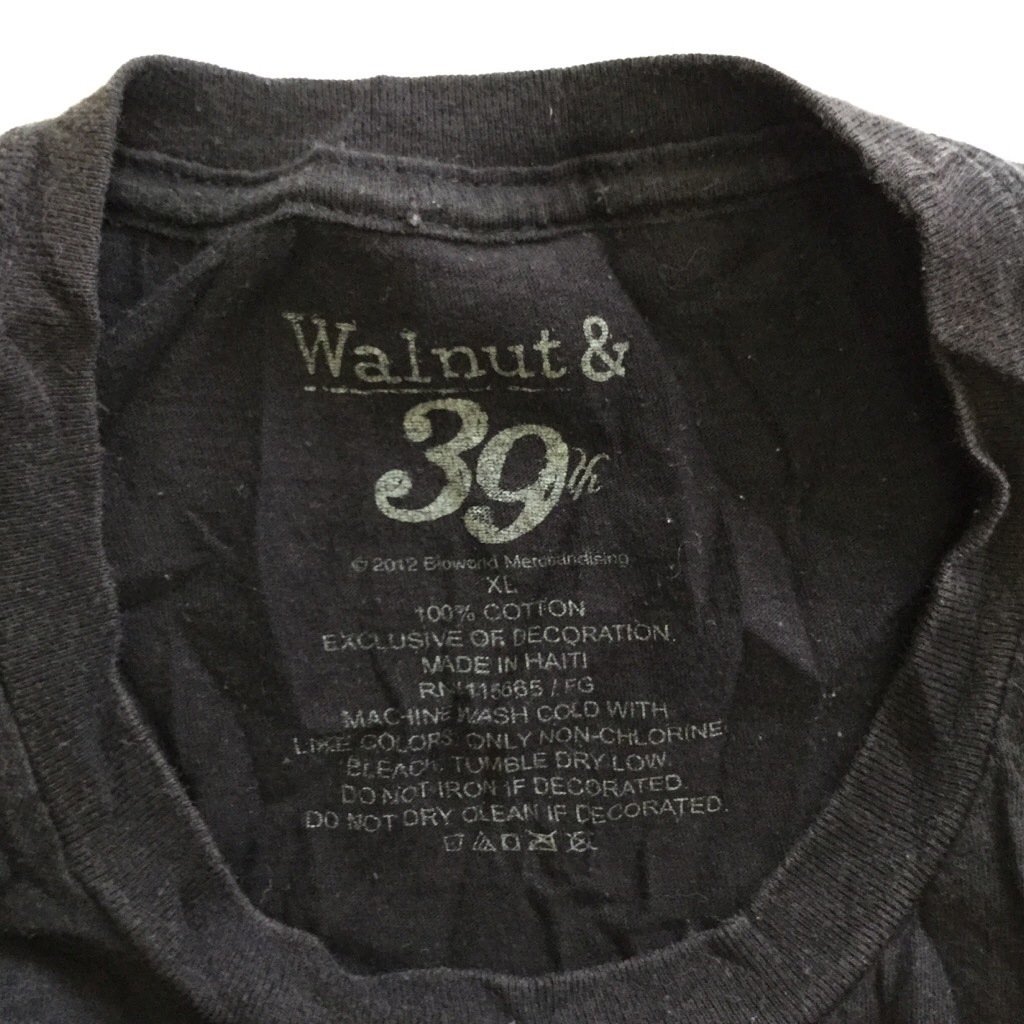 Walnut &
39th
© 2012 Bioworld Merchandising
XL
100% COTTON
EXCLUSIVE OF DECORATION.
MADE IN HAITI
RN 115665 / FG
MACHINE WASH COLD WITH
LIKE COLORS. ONLY NON-CHLORINE
BLEACH. TUMBLE DRY LOW.
DO NOT IRON IF DECORATED.
DO NOT DRY CLEAN IF DECORATED.